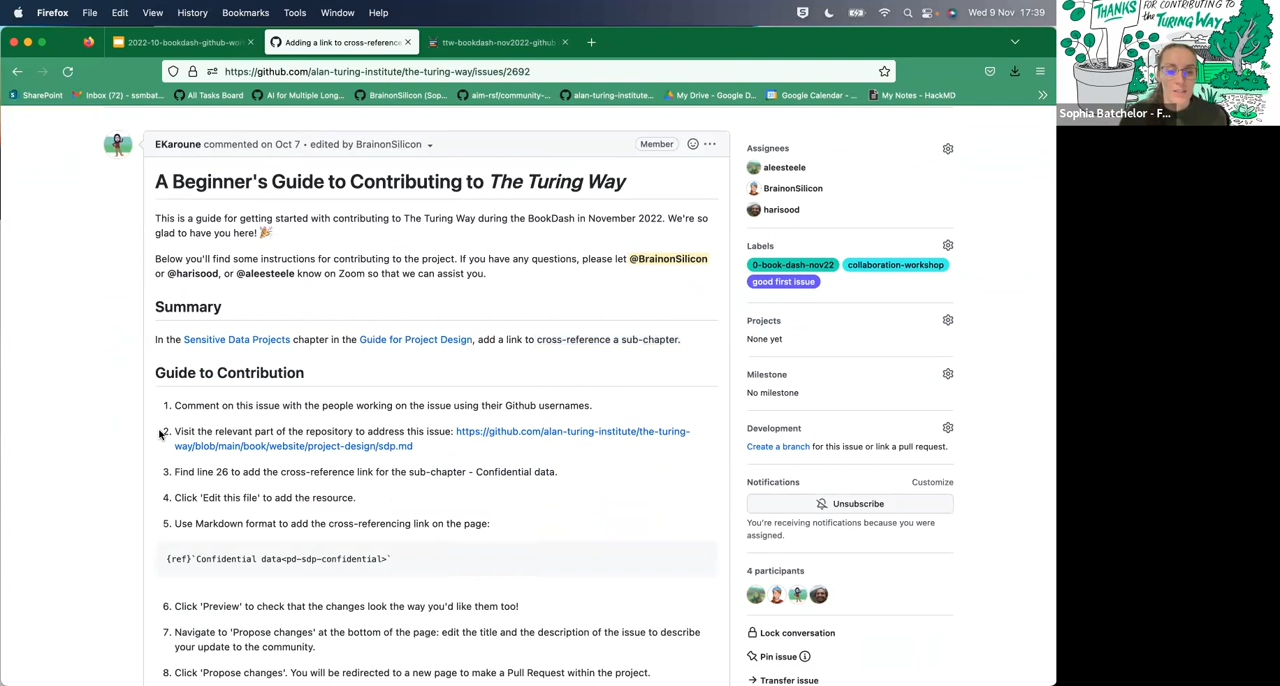 Firefox File Edit View History Bookmarks Tools Window Help Wed 9 Nov 17:39
2022-10-bookdash-github-wo Adding a link to cross-reference ttw-bookdash-nov2022-github
https://github.com/alan-turing-institute/the-turing-way/issues/2692
SharePoint Inbox (72) - ssmbat... All Tasks Board AI for Multiple Long... BrainonSilicon (Sop... aim-rsf/community-... alan-turing-institute... My Drive - Google D... Google Calendar - ... My Notes - HackMD
THANKS FOR CONTRIBUTING TO
The TURING WAY
Sophia Batchelor - F...
EKaroune commented on Oct 7 • edited by BrainonSilicon Member
A Beginner's Guide to Contributing to The Turing Way
This is a guide for getting started with contributing to The Turing Way during the BookDash in November 2022. We're so
glad to have you here! 🎉
Below you'll find some instructions for contributing to the project. If you have any questions, please let @BrainonSilicon
or @harisood, or @aleesteele know on Zoom so that we can assist you.
Summary
In the Sensitive Data Projects chapter in the Guide for Project Design, add a link to cross-reference a sub-chapter.
Guide to Contribution
1. Comment on this issue with the people working on the issue using their Github usernames.
2. Visit the relevant part of the repository to address this issue: https://github.com/alan-turing-institute/the-turing-
way/blob/main/book/website/project-design/sdp.md
3. Find line 26 to add the cross-reference link for the sub-chapter - Confidential data.
4. Click 'Edit this file' to add the resource.
5. Use Markdown format to add the cross-referencing link on the page:
{ref}`Confidential data<pd-sdp-confidential>`
6. Click 'Preview' to check that the changes look the way you'd like them too!
7. Navigate to 'Propose changes' at the bottom of the page: edit the title and the description of the issue to describe
your update to the community.
8. Click 'Propose changes'. You will be redirected to a new page to make a Pull Request within the project.
Assignees
aleesteele
BrainonSilicon
harisood
Labels
0-book-dash-nov22 collaboration-workshop
good first issue
Projects
None yet
Milestone
No milestone
Development
Create a branch for this issue or link a pull request.
Notifications Customize
Unsubscribe
You're receiving notifications because you were
assigned.
4 participants
Lock conversation
Pin issue
Transfer issue